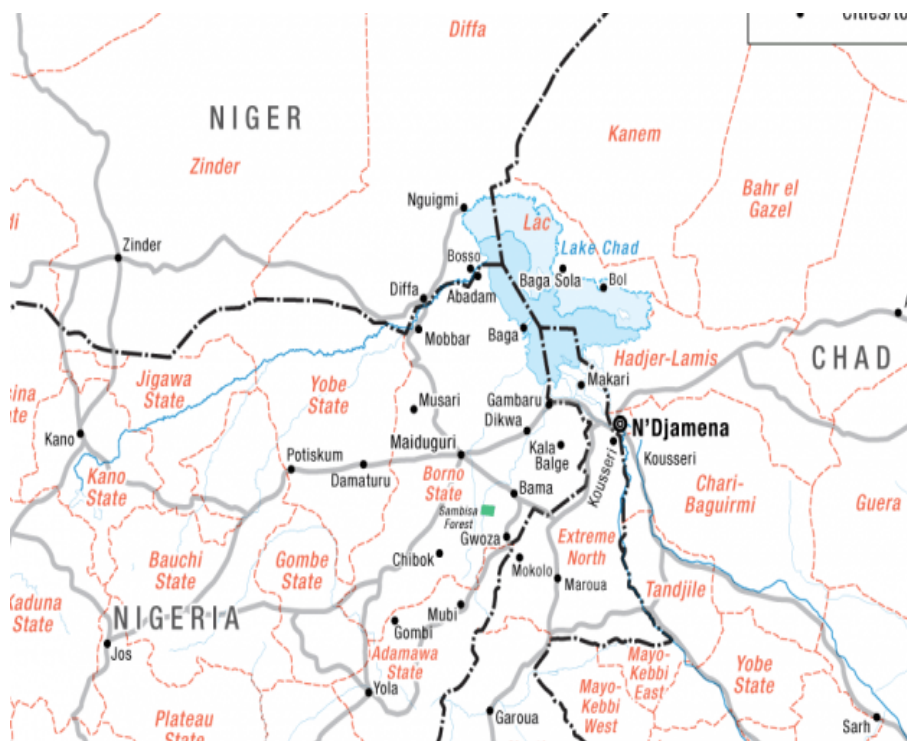 Diffa
NIGER
Kanem
Zinder
Bahr el
Gazel
Nguigmi
Lac
Zinder
Lake Chad
Bosso
Baga Sola
Bol
Diffa
Abadam
Mobbar
Baga
Hadjer-Lamis
CHAD
Jigawa
State
Yobe
State
Makari
Musari
Gambaru
Dikwa
N'Djamena
Kano
Maiduguri
Kala
Balge
Kousseri
Kousseri
Potiskum
Damaturu
Borno
State
Kano
State
Bama
Chari-
Baguirmi
Guera
Sambisa
Forest
Gwoza
Extreme
North
Bauchi
State
Gombe
State
Chibok
Mokolo
Maroua
Tandjile
State
NIGERIA
Mubi
Gombi
Adamawa
State
Jos
Mayo-
Kebbi
East
Yobe
State
Yola
Mayo-
Kebbi
West
Plateau
State
Garoua
Sarh